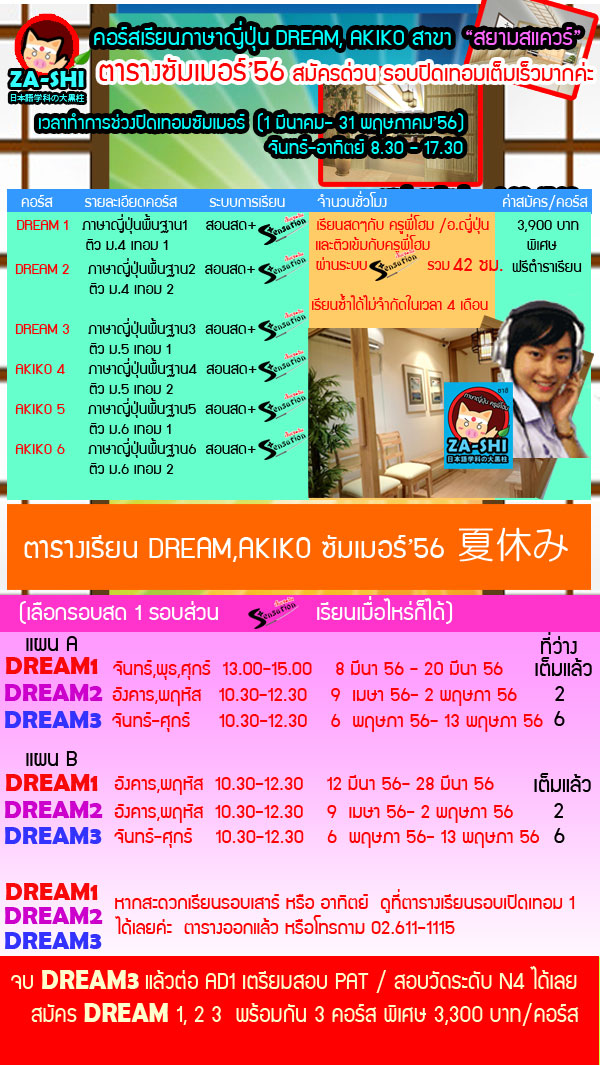 คอร์สเรียนภาษาญี่ปุ่น DREAM, AKIKO สาขา "สยามสแควร์"
ZA-SHI
日本語学科の大黒柱
ตารางซัมเมอร์'56 สมัครด่วน รอบปิดเทอมเต็มเร็วมากค่ะ
เวลาทำการช่วงปิดเทอมซัมเมอร์ (1 มีนาคม- 31 พฤษภาคม'56)
จันทร์-อาทิตย์ 8.30 - 17.30
คอร์ส รายละเอียดคอร์ส ระบบการเรียน จำนวนชั่วโมง ค่าสมัคร/คอร์ส
DREAM 1 ภาษาญี่ปุ่นพื้นฐาน1 สอนสด+ Sensation เรียนสดๆกับ ครูพี่โฮม /อ.ญี่ปุ่น 3,900 บาท
ติว ม.4 เทอม 1 และติวเข้มกับครูพี่โฮม พิเศษ
DREAM 2 ภาษาญี่ปุ่นพื้นฐาน2 สอนสด+ Sensation ผ่านระบบ Sensation รวม 42 ชม. ฟรีตำราเรียน
ติว ม.4 เทอม 2
เรียนซ้ำได้ไม่จำกัดในเวลา 4 เดือน
DREAM 3 ภาษาญี่ปุ่นพื้นฐาน3 สอนสด+ Sensation
ติว ม.5 เทอม 1
AKIKO 4 ภาษาญี่ปุ่นพื้นฐาน4 สอนสด+ Sensation
ติว ม.5 เทอม 2
AKIKO 5 ภาษาญี่ปุ่นพื้นฐาน5 สอนสด+ Sensation
ติว ม.6 เทอม 1
AKIKO 6 ภาษาญี่ปุ่นพื้นฐาน6 สอนสด+ Sensation
ติว ม.6 เทอม 2
ภาษาญี่ปุ่น ครูพี่โฮม
ZA-SHI
日本語学科の大黒柱
ตารางเรียน DREAM,AKIKO ซัมเมอร์'56 夏休み
(เลือกรอบสด 1 รอบส่วน Sensation เรียนเมื่อไหร่ก็ได้)
แผน A ที่ว่าง
DREAM1 จันทร์,พุธ,ศุกร์ 13.00-15.00 8 มีนา 56 - 20 มีนา 56 เต็มแล้ว
DREAM2 อังคาร,พฤหัส 10.30-12.30 9 เมษา 56- 2 พฤษภา 56 2
DREAM3 จันทร์-ศุกร์ 10.30-12.30 6 พฤษภา 56- 13 พฤษภา 56 6
แผน B
DREAM1 อังคาร,พฤหัส 10.30-12.30 12 มีนา 56- 28 มีนา 56 เต็มแล้ว
DREAM2 อังคาร,พฤหัส 10.30-12.30 9 เมษา 56- 2 พฤษภา 56 2
DREAM3 จันทร์-ศุกร์ 10.30-12.30 6 พฤษภา 56- 13 พฤษภา 56 6
DREAM1
DREAM2
DREAM3
หากสะดวกเรียนรอบเสาร์ หรือ อาทิตย์ ดูที่ตารางเรียนรอบเปิดเทอม 1
ได้เลยค่ะ ตารางออกแล้ว หรือโทรถาม 02.611-1115
จบ DREAM3 แล้วต่อ AD1 เตรียมสอบ PAT / สอบวัดระดับ N4 ได้เลย
สมัคร DREAM 1, 2 3 พร้อมกัน 3 คอร์ส พิเศษ 3,300 บาท/คอร์ส